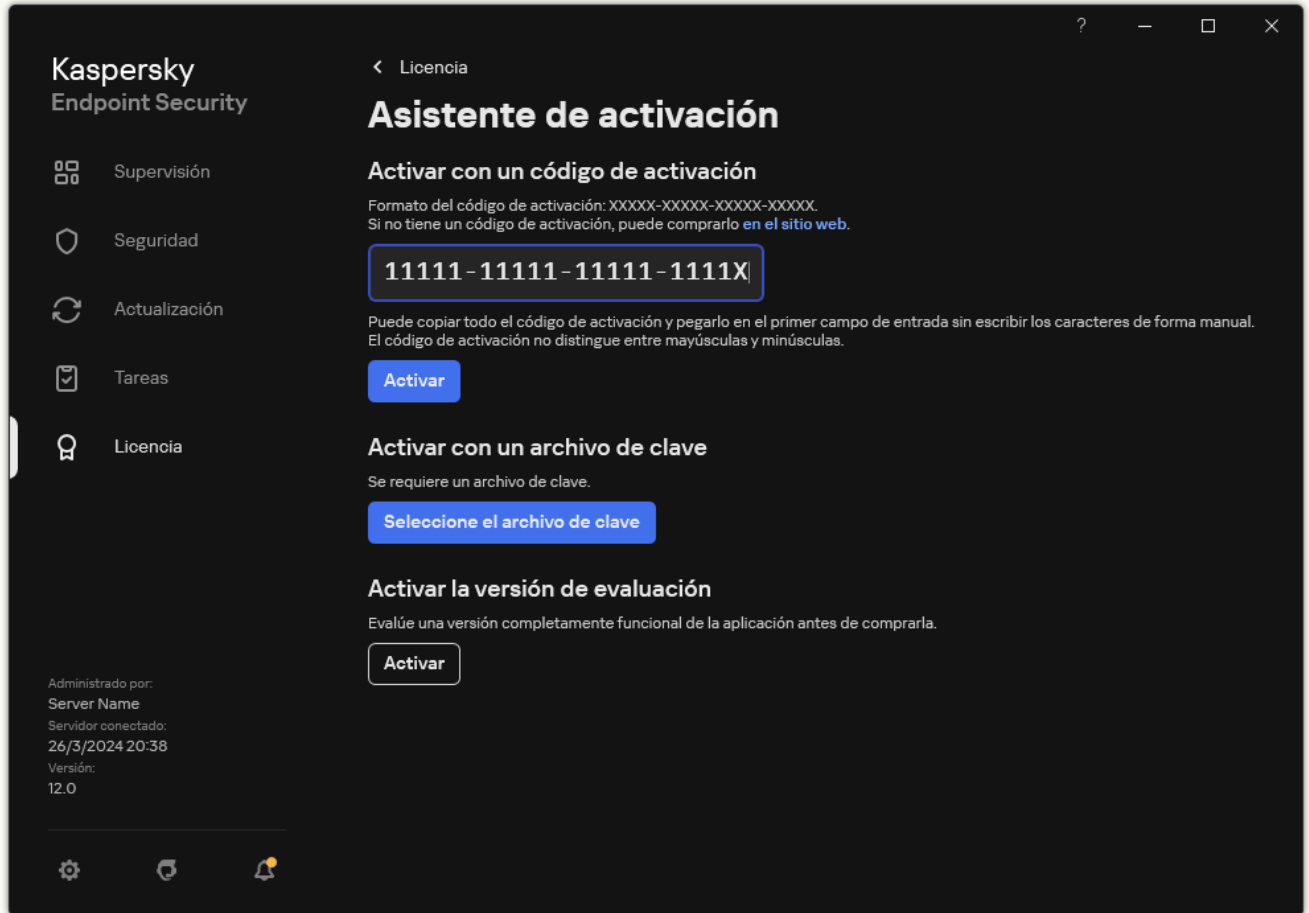 ?
Kaspersky
Endpoint Security
Supervisión
Seguridad
Actualización
Tareas
Licencia
Administrado por:
Server Name
Servidor conectado:
26/3/2024 20:38
Versión:
12.0
Licencia
Asistente de activación
Activar con un código de activación
Formato del código de activación: XXXXX-XXXXX-XXXXX-XXXXX.
Si no tiene un código de activación, puede comprarlo en el sitio web.
11111-11111-11111-1111X
Puede copiar todo el código de activación y pegarlo en el primer campo de entrada sin escribir los caracteres de forma manual.
El código de activación no distingue entre mayúsculas y minúsculas.
Activar
Activar con un archivo de clave
Se requiere un archivo de clave.
Seleccione el archivo de clave
Activar la versión de evaluación
Evalúe una versión completamente funcional de la aplicación antes de comprarla.
Activar